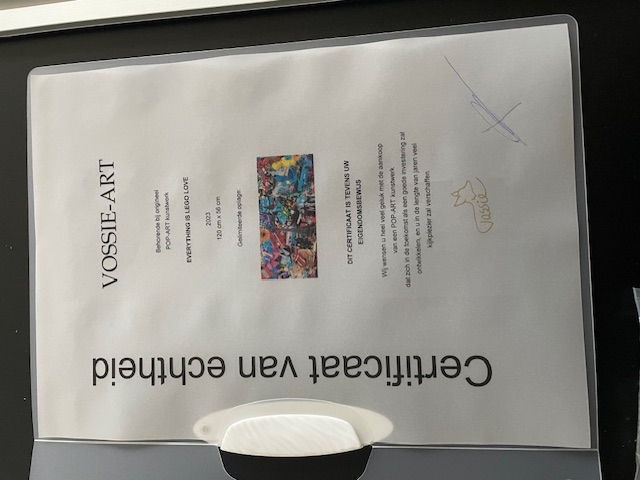 Certificaat van echtheid
VOSSIE-ART
Behorende bij origineel
POP-ART kunstwerk
EVERYTHING IS LEGO LOVE
2023
120 cm x 56 cm
Gelimiteerde oplage
DIT CERTIFICAAT IS TEVENS UW
EIGENDOMSBEWIJS
Wij wensen u heel veel geluk met de aankoop
van een POP-ART kunstwerk
dat zich in de toekomst als een goede investering zal
ontwikkelen, en u in de lengte van jaren veel
kijkplezier zal verschaffen.
Vossie